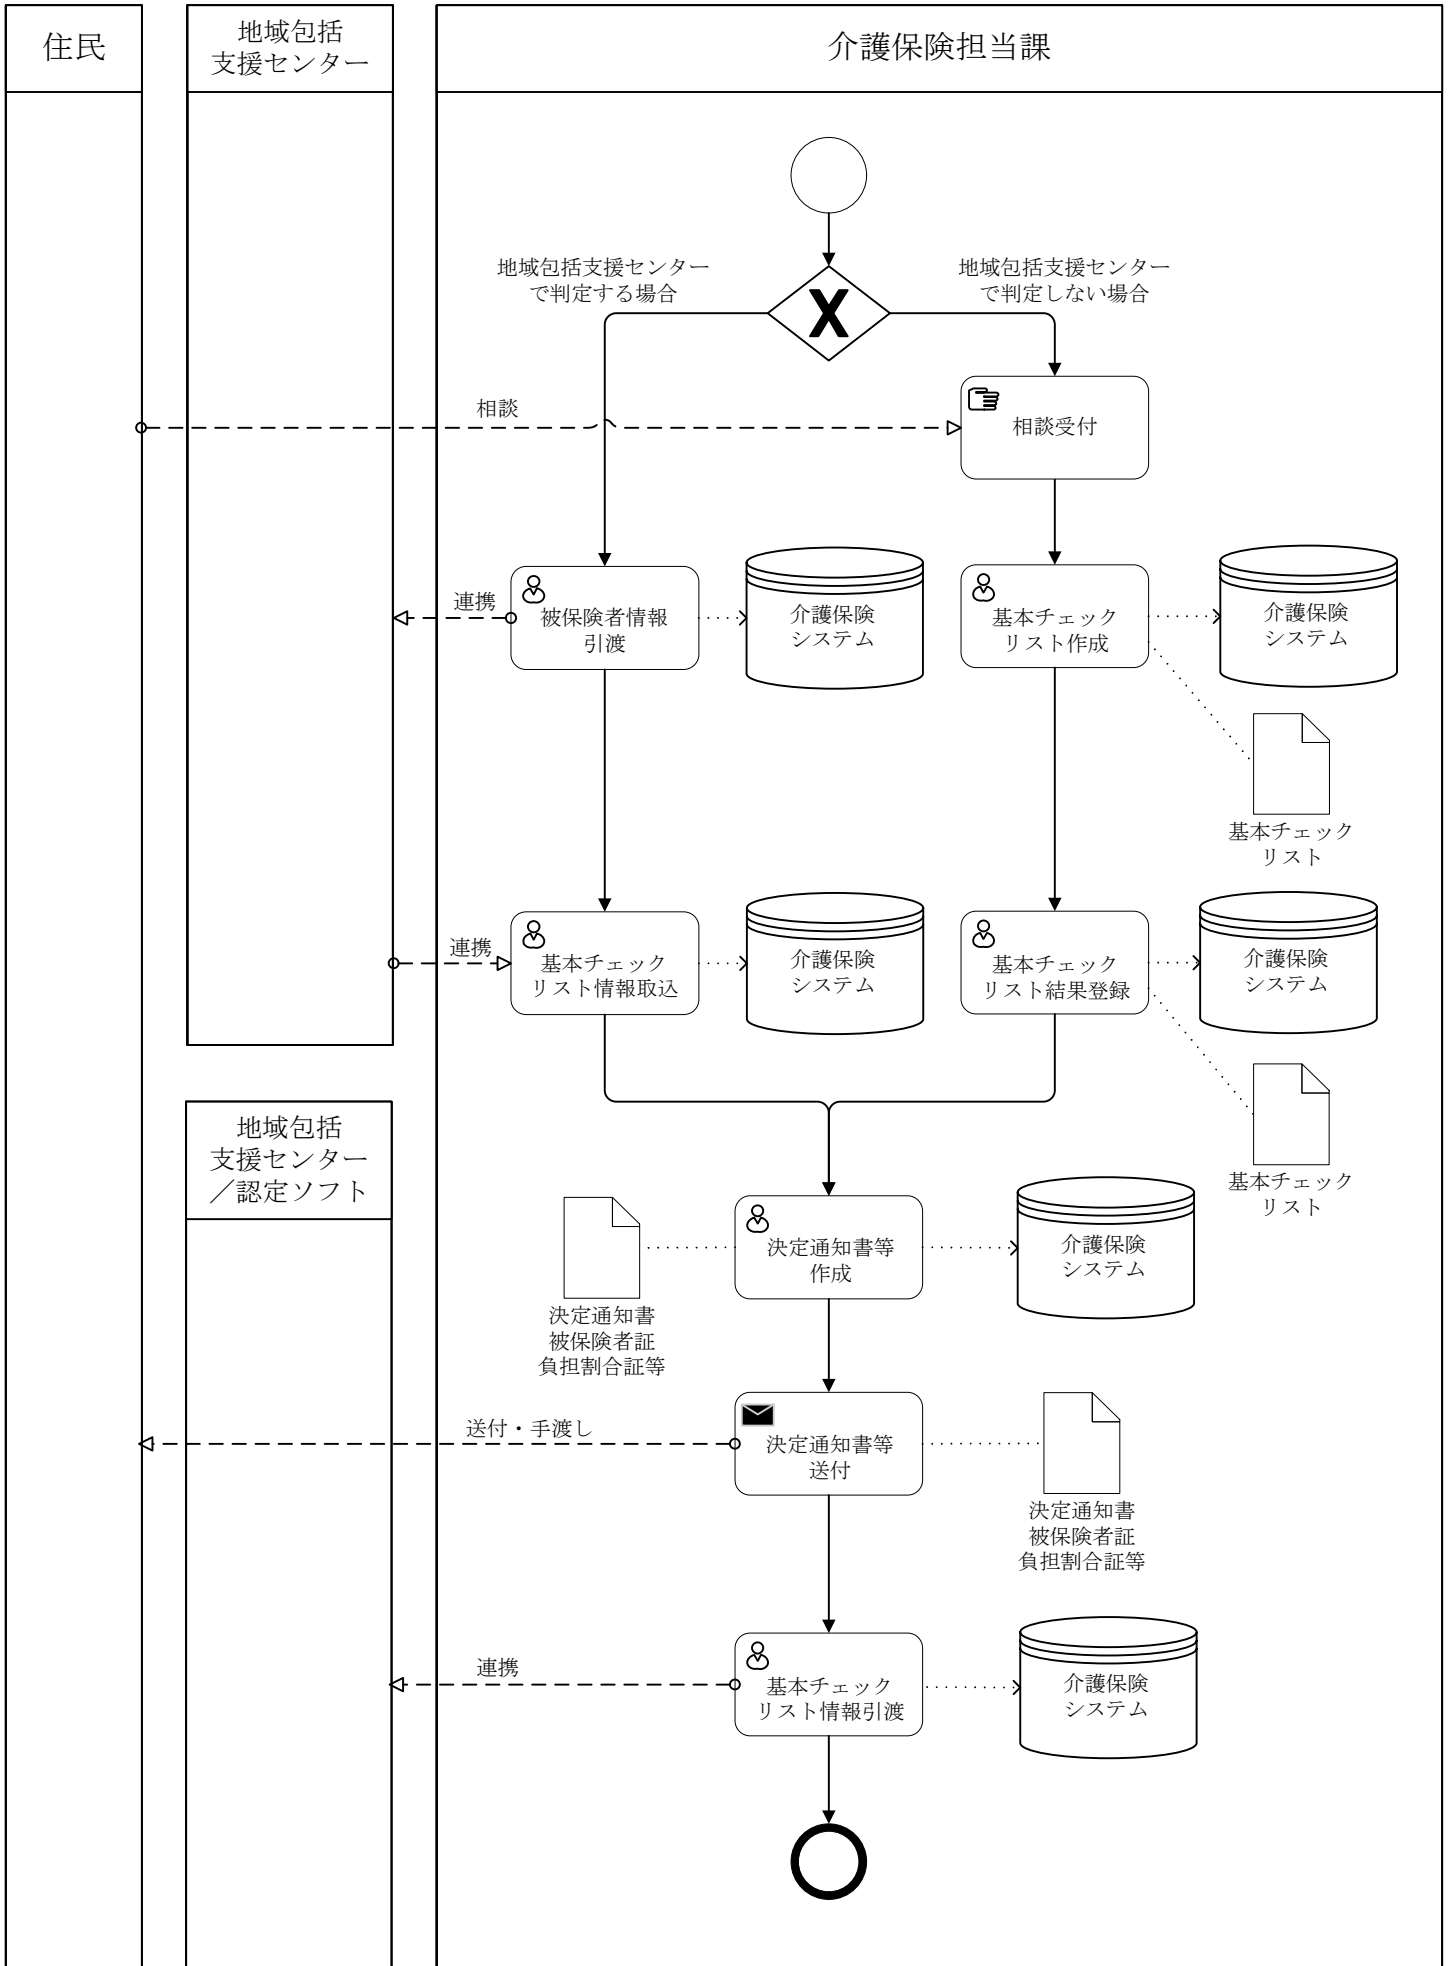 住民
地域包括
支援センター
介護保険担当課
地域包括支援センター
で判定する場合
地域包括支援センター
で判定しない場合
相談
相談受付
連携
被保険者情報
引渡
介護保険
システム
基本チェック
リスト作成
介護保険
システム
基本チェック
リスト
連携
基本チェック
リスト情報取込
介護保険
システム
基本チェック
リスト結果登録
介護保険
システム
基本チェック
リスト
地域包括
支援センター
／認定ソフト
決定通知書等
作成
介護保険
システム
決定通知書
被保険者証
負担割合証等
送付・手渡し
決定通知書等
送付
決定通知書
被保険者証
負担割合証等
連携
基本チェック
リスト情報引渡
介護保険
システム